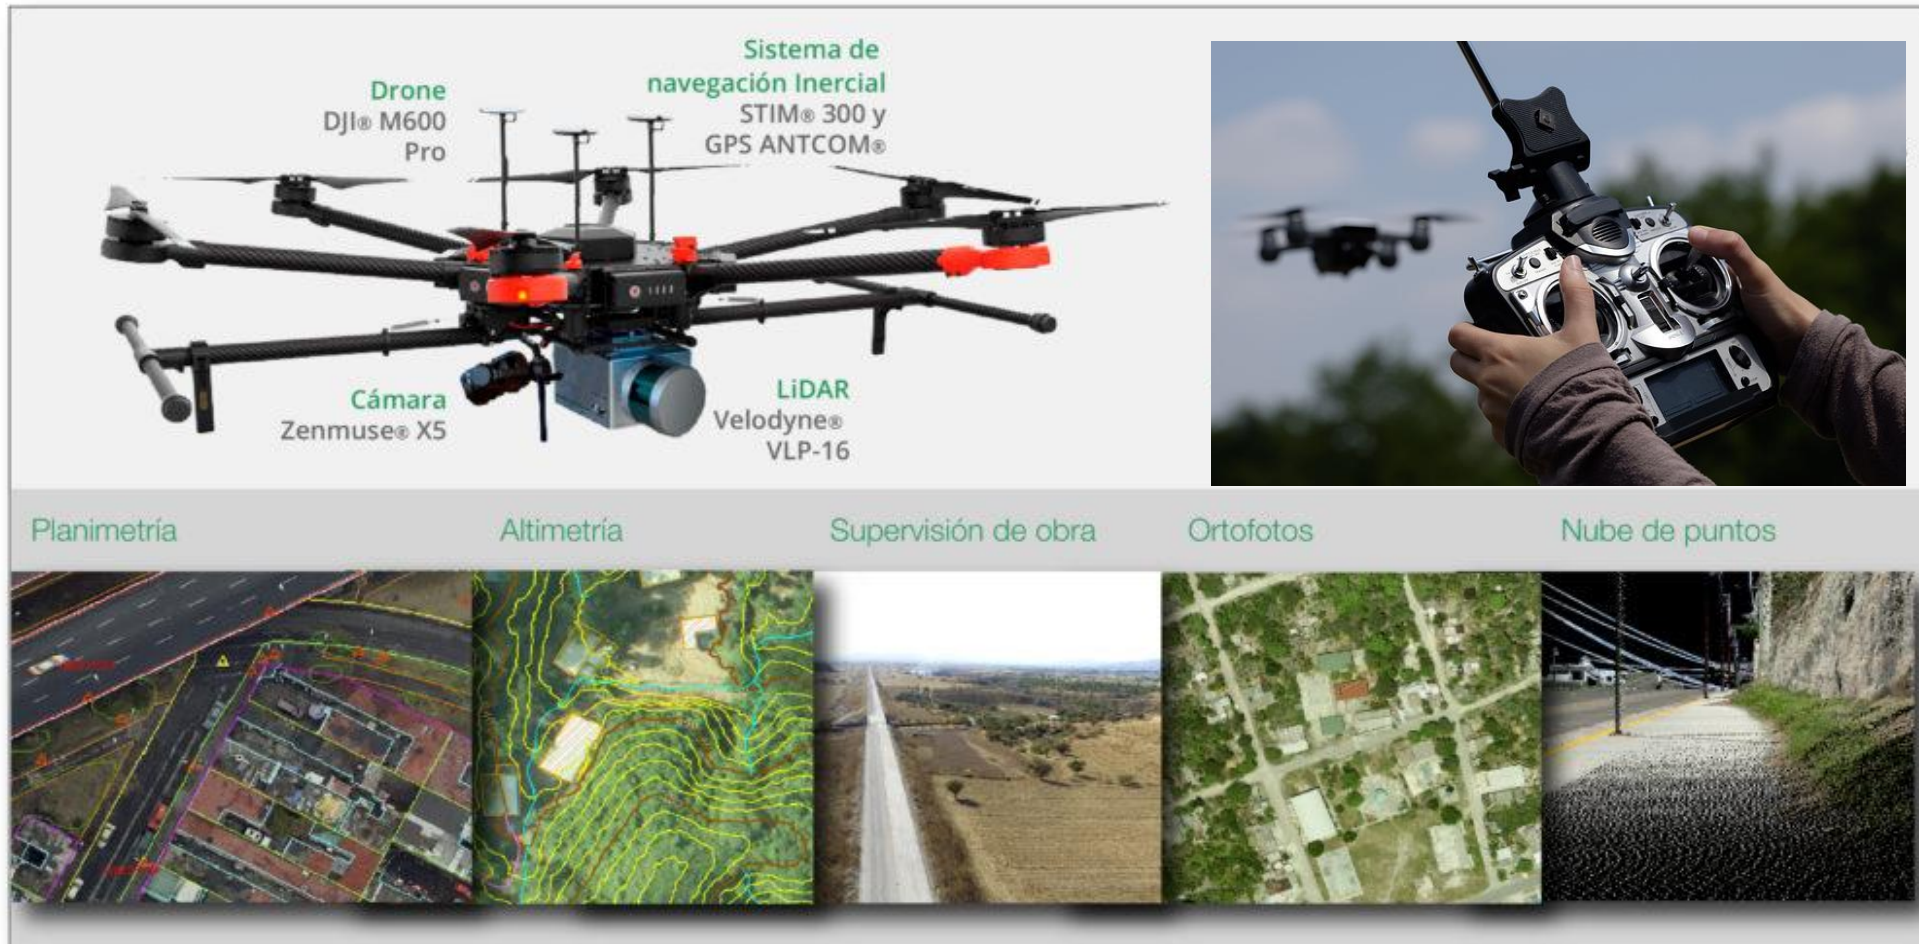 Drone
DJI® M600
Pro
Sistema de
navegación Inercial
STIM® 300 y
GPS ANTCOM®
Cámara
Zenmuse® X5
LiDAR
Velodyne®
VLP-16
Planimetría
Altimetría
Supervisión de obra
Ortofotos
Nube de puntos